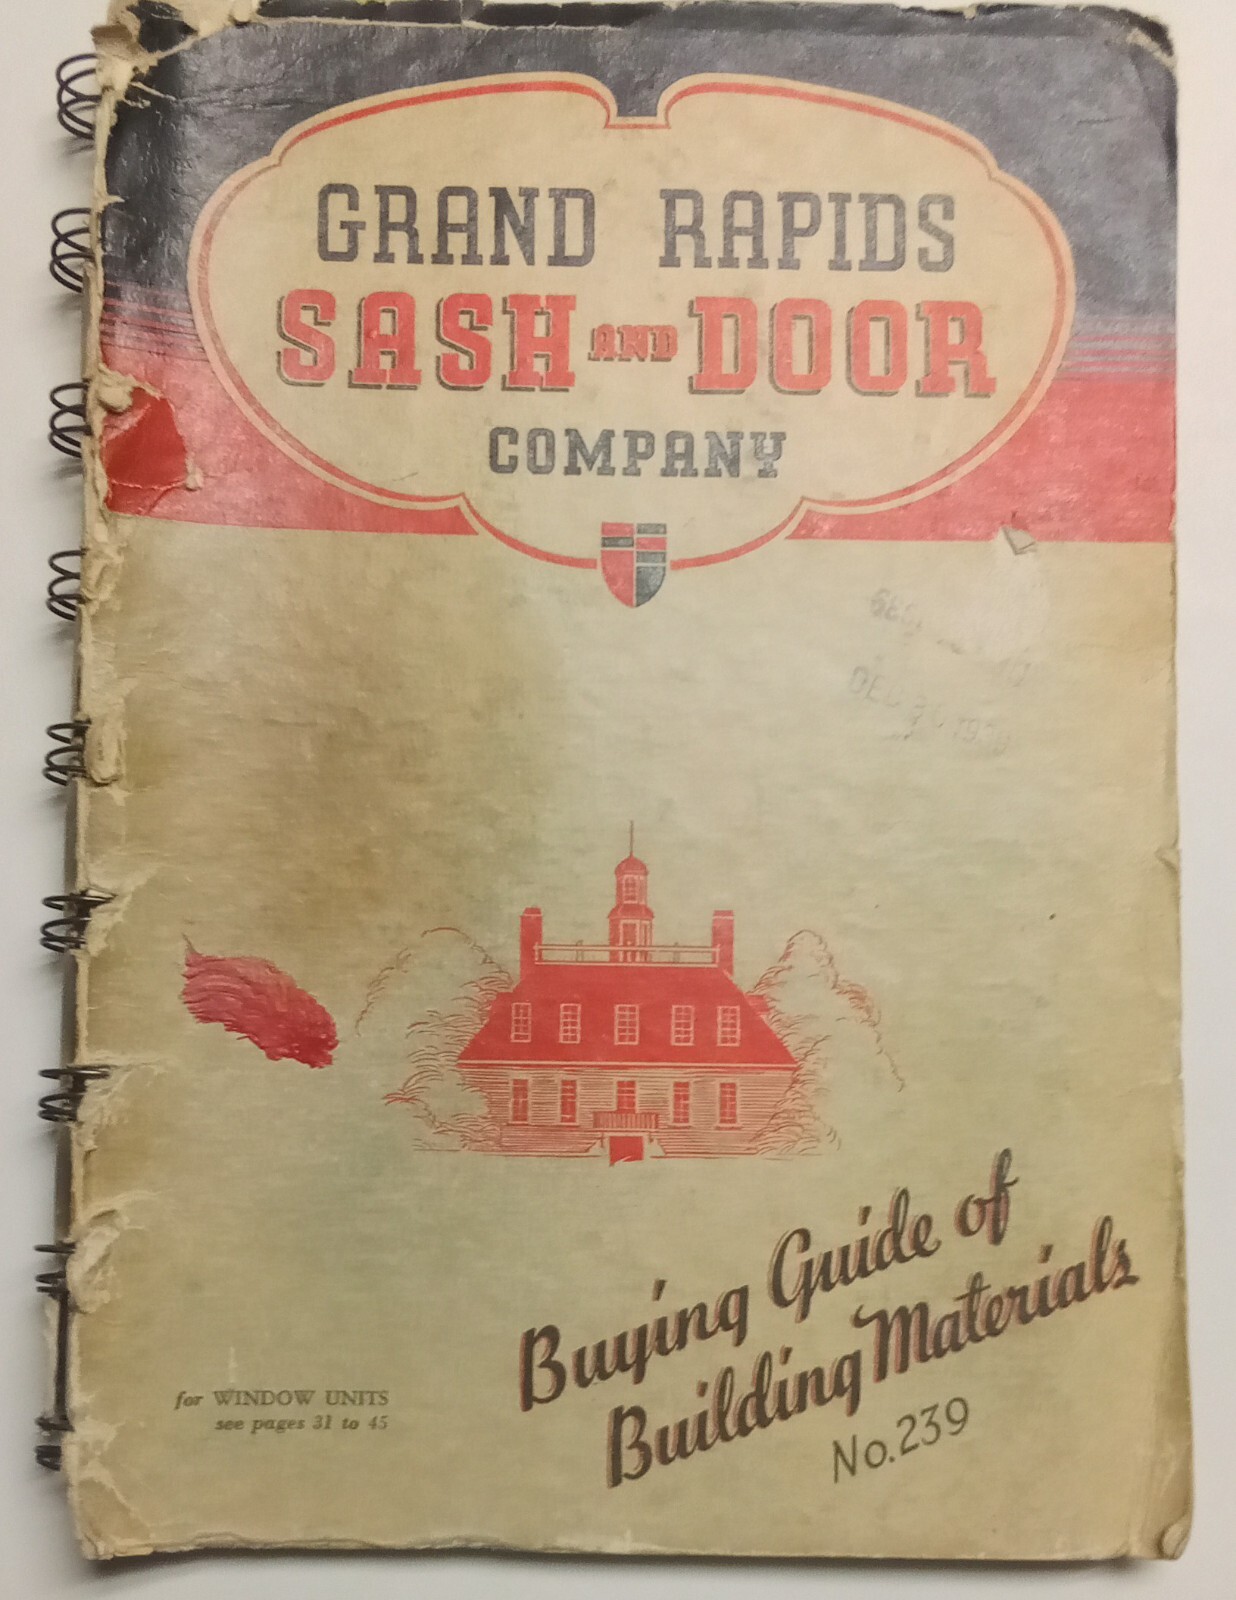 GRAND RAPIDS
SASH AND DOOR
COMPANY
DEC
Buying Guide of
Building Materials
No. 239
for WINDOW UNITS
see pages 31 to 45